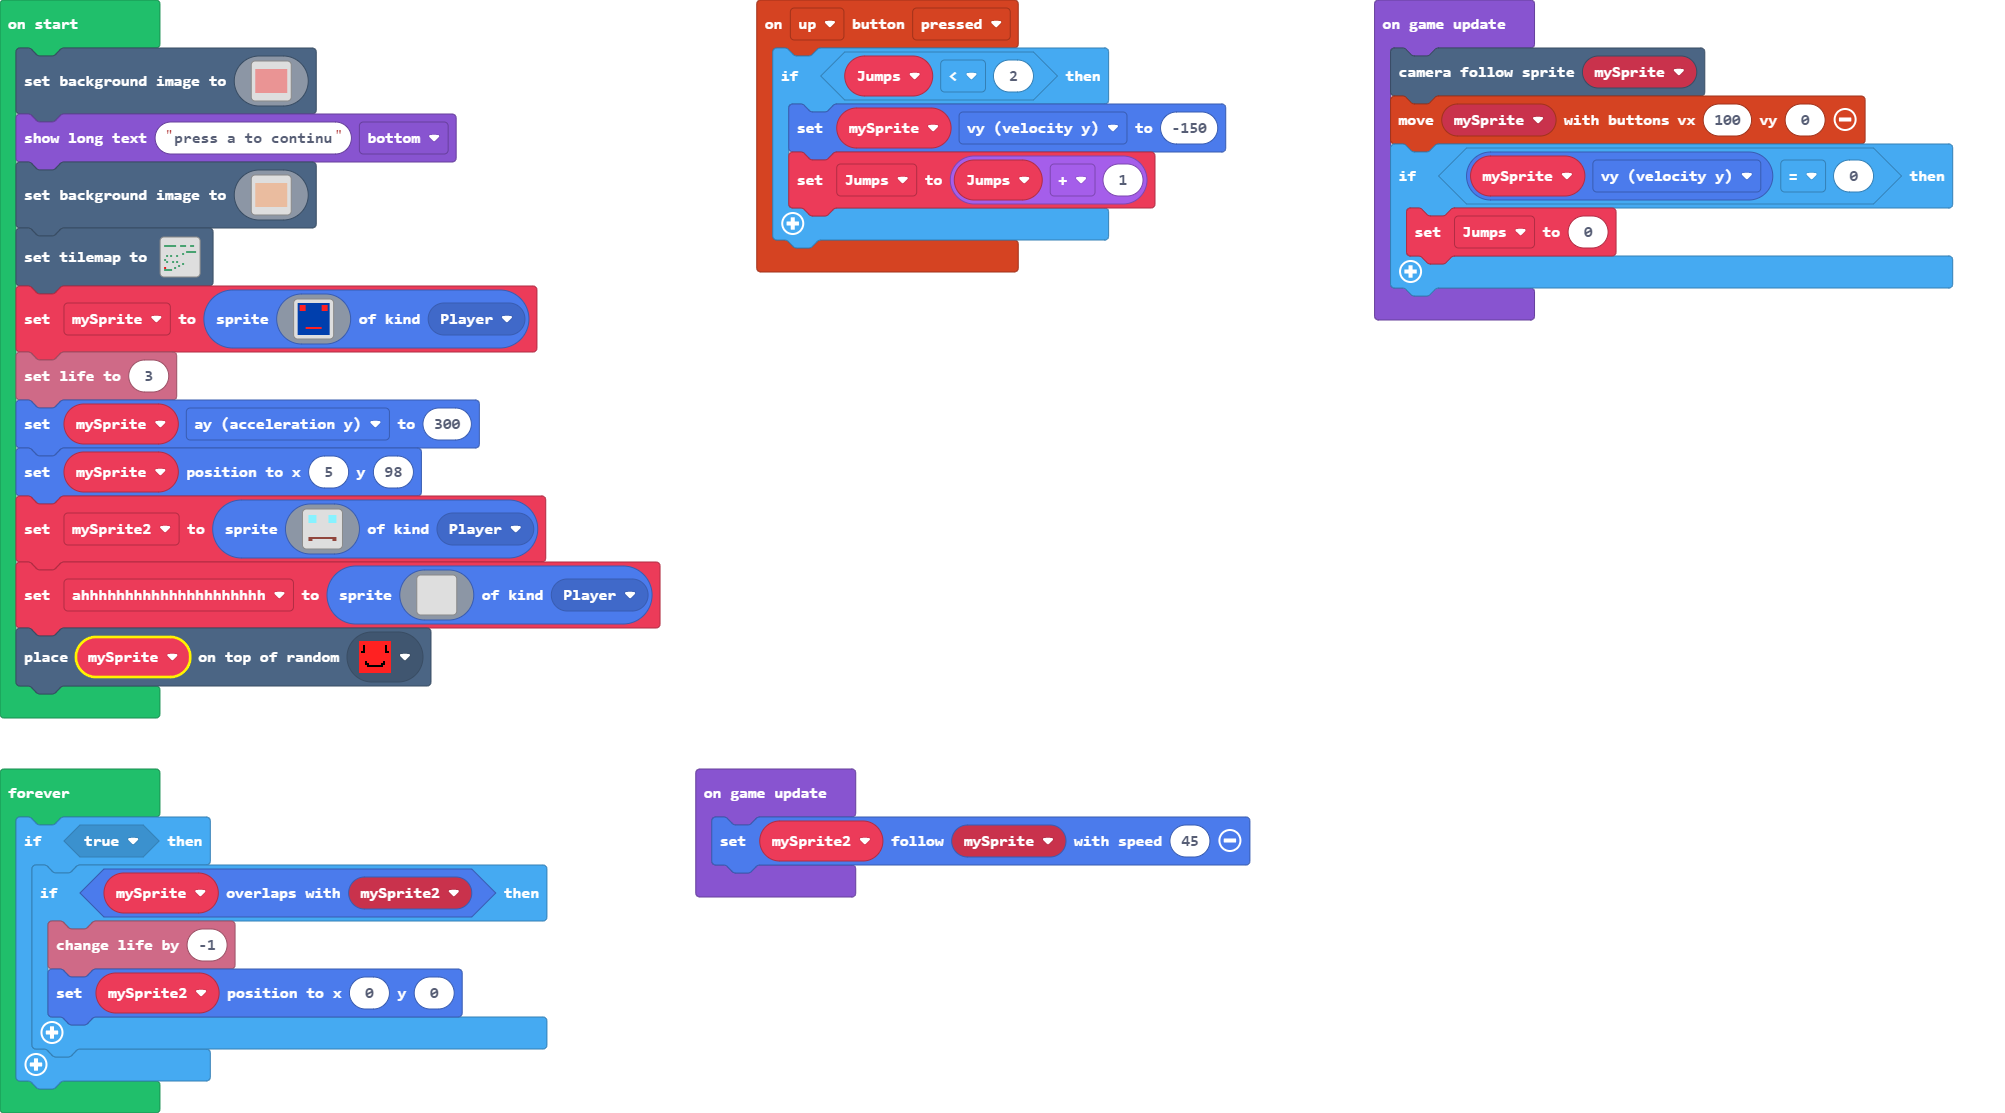 on start
set background image to
show long text "press a to continu" bottom
set background image to
set tilemap to
set mySprite to sprite of kind Player
set life to 3
set mySprite ay (acceleration y) to 300
set mySprite position to x 5 y 98
set mySprite2 to sprite of kind Player
set ahhhhhhhhhhhhhhhhhhhhh to sprite of kind Player
place mySprite on top of random
on up button pressed
if Jumps < 2 then
set mySprite vy (velocity y) to -150
set Jumps to Jumps + 1
on game update
camera follow sprite mySprite
move mySprite with buttons vx 100 vy 0
if mySprite vy (velocity y) = 0 then
set Jumps to 0
forever
if true then
if mySprite overlaps with mySprite2 then
change life by -1
set mySprite2 position to x 0 y 0
on game update
set mySprite2 follow mySprite with speed 45